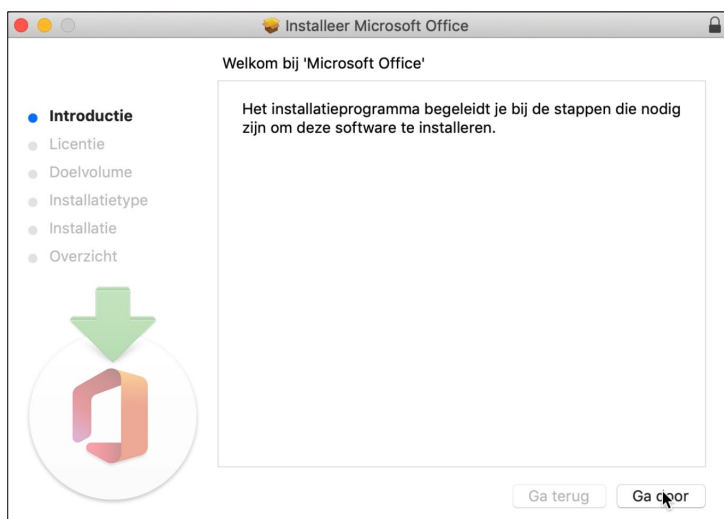 Installeer Microsoft Office
Welkom bij 'Microsoft Office'
Introductie
Licentie
Doelvolume
Installatietype
Installatie
Overzicht
Het installatieprogramma begeleidt je bij de stappen die nodig
zijn om deze software te installeren.
Ga terug
Ga door